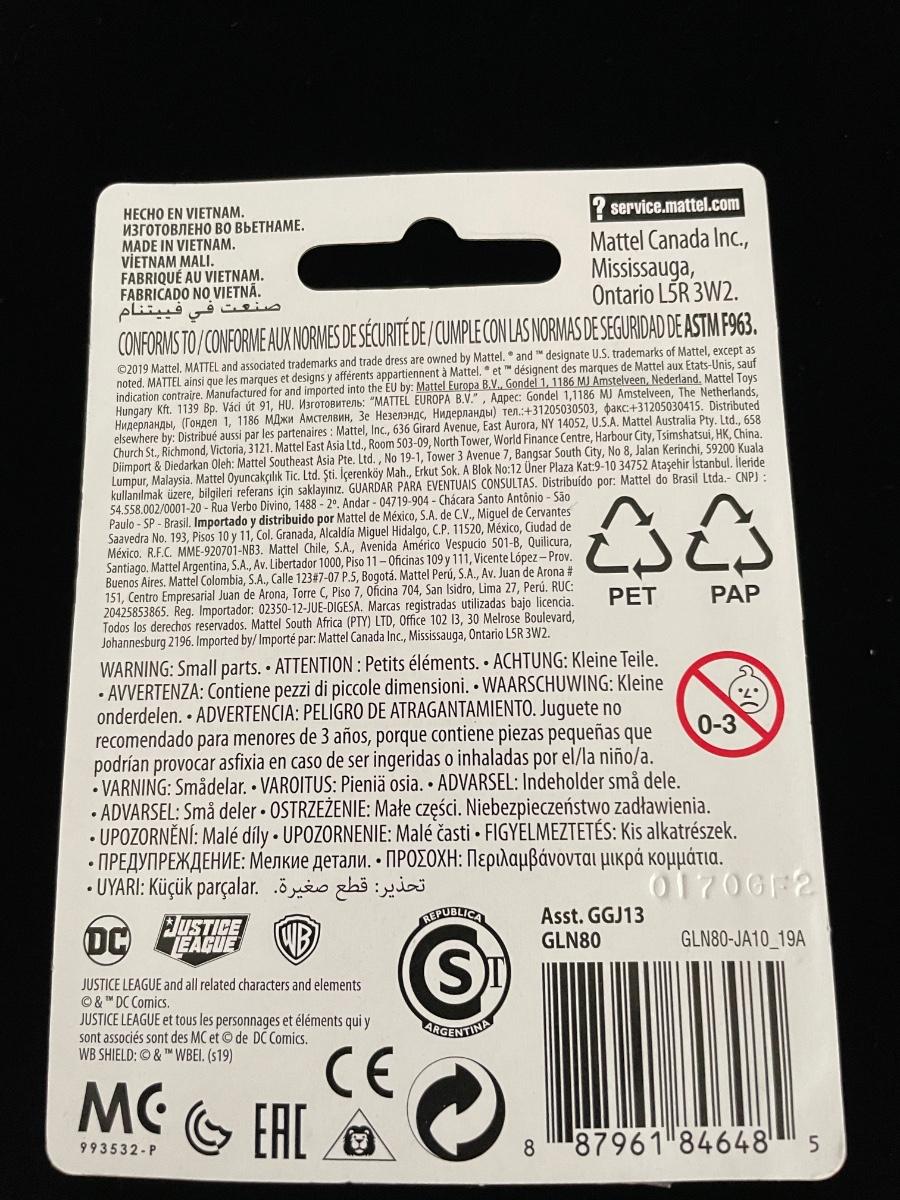 HECHO EN VIETNAM.
ИЗГОТОВЛЕНО ВО ВЬЕТНАМЕ.
MADE IN VIETNAM.
VİETNAM MALI.
FABRIQUÉ AU VIETNAM.
FABRICADO NO VIETNÃ.
صنعت في فييتنام
? service.mattel.com
Mattel Canada Inc.,
Mississauga,
Ontario L5R 3W2.
CONFORMS TO / CONFORME AUX NORMES DE SÉCURITÉ DE / CUMPLE CON LAS NORMAS DE SEGURIDAD DE ASTM F963.
©2019 Mattel. MATTEL and associated trademarks and trade dress are owned by Mattel. ® and ™ designate U.S. trademarks of Mattel, except as
noted. MATTEL ainsi que les marques et designs y afférents appartiennent à Mattel. ® et ™ désignent des marques de Mattel aux États-Unis, sauf
indication contraire. Manufactured for and imported into the EU by: Mattel Europa B.V., Gondel 1, 1186 MJ Amstelveen, Nederland. Mattel Toys
Hungary Kft. 1139 Bp. Váci út 91, HU. Изготовитель: "MATTEL EUROPA B.V." , Адрес: Gondel 1,1186 MJ Amstelveen, The Netherlands,
Нидерланды, (Гондел 1, 1186 МДжи Амстелвин, Зе Незелэндс, Нидерланды) тел.:+31205030503, факс:+31205030415. Distributed
elsewhere by: Distribué aussi par les partenaires : Mattel, Inc., 636 Girard Avenue, East Aurora, NY 14052, U.S.A. Mattel Australia Pty. Ltd., 658
Church St., Richmond, Victoria, 3121. Mattel East Asia Ltd., Room 503-09, North Tower, World Finance Centre, Harbour City, Tsimshatsui, HK, China.
Diimport & Diedarkan Oleh: Mattel Southeast Asia Pte. Ltd. , No 19-1, Tower 3 Avenue 7, Bangsar South City, No 8, Jalan Kerinchi, 59200 Kuala
Lumpur, Malaysia. Mattel Oyuncakçılık Tic. Ltd. Şti. İçerenköy Mah., Erkut Sok. A Blok No:12 Üner Plaza Kat:9-10 34752 Ataşehir İstanbul. İleride
kullanılmak üzere, bilgileri referans için saklayınız. GUARDAR PARA EVENTUAIS CONSULTAS. Distribuído por: Mattel do Brasil Ltda.- CNPJ :
54.558.002/0001-20 - Rua Verbo Divino, 1488 - 2º. Andar - 04719-904 - Chácara Santo Antônio - São
Paulo - SP - Brasil. Importado y distribuido por Mattel de México, S.A. de C.V., Miguel de Cervantes
Saavedra No. 193, Pisos 10 y 11, Col. Granada, Alcaldía Miguel Hidalgo, C.P. 11520, México, Ciudad de
México. R.F.C. MME-920701-NB3. Mattel Chile, S.A., Avenida Américo Vespucio 501-B, Quilicura,
Santiago. Mattel Argentina, S.A., Av. Libertador 1000, Piso 11 – Oficinas 109 y 111, Vicente López – Prov.
Buenos Aires. Mattel Colombia, S.A., Calle 123#7-07 P.5, Bogotá. Mattel Perú, S.A., Av. Juan de Arona #
151, Centro Empresarial Juan de Arona, Torre C, Piso 7, Oficina 704, San Isidro, Lima 27, Perú. RUC:
20425853865. Reg. Importador: 02350-12-JUE-DIGESA. Marcas registradas utilizadas bajo licencia.
Todos los derechos reservados. Mattel South Africa (PTY) LTD, Office 102 I3, 30 Melrose Boulevard,
Johannesburg 2196. Imported by/ Importé par: Mattel Canada Inc., Mississauga, Ontario L5R 3W2.
PET
PAP
WARNING: Small parts. • ATTENTION : Petits éléments. • ACHTUNG: Kleine Teile.
• AVVERTENZA: Contiene pezzi di piccole dimensioni. • WAARSCHUWING: Kleine
onderdelen. • ADVERTENCIA: PELIGRO DE ATRAGANTAMIENTO. Juguete no
recomendado para menores de 3 años, porque contiene piezas pequeñas que
podrían provocar asfixia en caso de ser ingeridas o inhaladas por el/la niño/a.
• VARNING: Smådelar. • VAROITUS: Pieniä osia. • ADVARSEL: Indeholder små dele.
• ADVARSEL: Små deler • OSTRZEŻENIE: Małe części. Niebezpieczeństwo zadławienia.
• UPOZORNĚNÍ: Malé díly • UPOZORNENIE: Malé časti • FIGYELMEZTETÉS: Kis alkatrészek.
• ПРЕДУПРЕЖДЕНИЕ: Мелкие детали. • ΠΡΟΣΟΧΗ: Περιλαμβάνονται μικρά κομμάτια.
• UYARI: Küçük parçalar. تحذير: قطع صغيرة.
0-3
01706F2
DC
JUSTICE LEAGUE
WB
REPUBLICA
S T
ARGENTINA
Asst. GGJ13
GLN80
GLN80-JA10_19A
JUSTICE LEAGUE and all related characters and elements
© & ™ DC Comics.
JUSTICE LEAGUE et tous les personnages et éléments qui y
sont associés sont des MC et © de DC Comics.
WB SHIELD: © & ™ WBEI. (s19)
CE
MC
993532-P
EAC
8 87961 84648 5